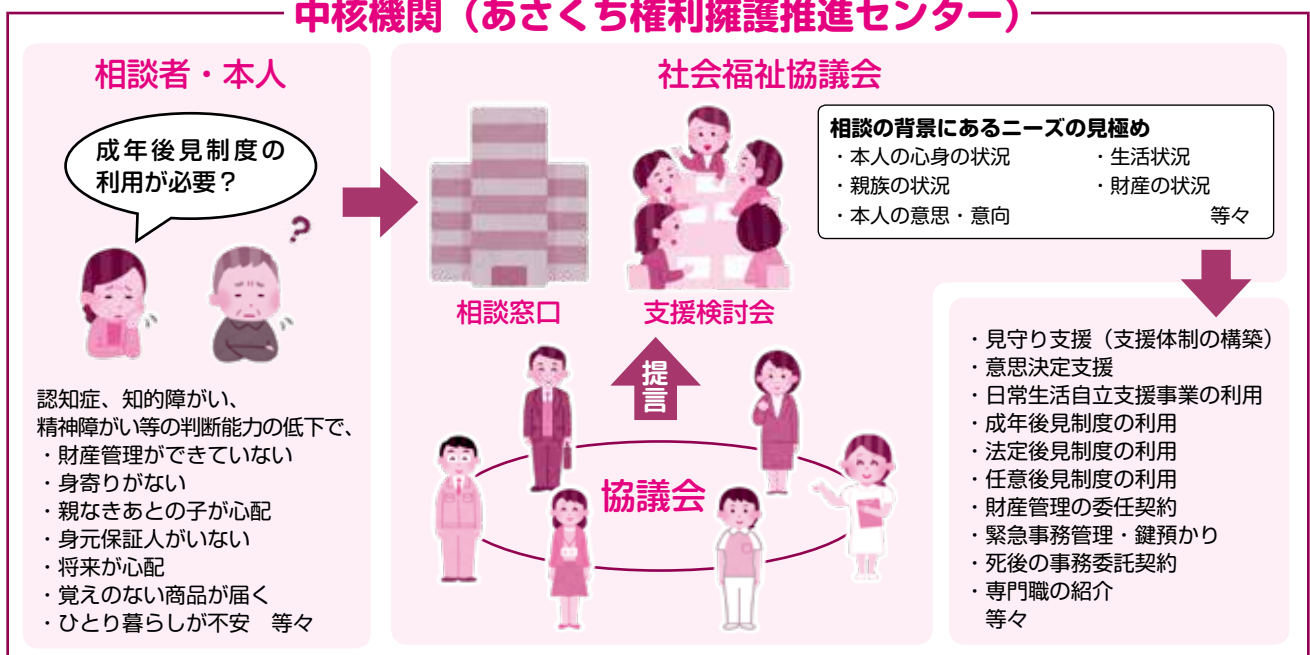 中核機関（あさくち権利擁護推進センター）
相談者・本人
成年後見制度の
利用が必要？
?
認知症、知的障がい、
精神障がい等の判断能力の低下で、
・財産管理ができていない
・身寄りがない
・親なきあとの子が心配
・身元保証人がいない
・将来が心配
・覚えのない商品が届く
・ひとり暮らしが不安　等々
社会福祉協議会
相談窓口
支援検討会
相談の背景にあるニーズの見極め
・本人の心身の状況　・生活状況
・親族の状況　・財産の状況
・本人の意思・意向　等々
提言
協議会
・見守り支援（支援体制の構築）
・意思決定支援
・日常生活自立支援事業の利用
・成年後見制度の利用
・法定後見制度の利用
・任意後見制度の利用
・財産管理の委任契約
・緊急事務管理・鍵預かり
・死後の事務委託契約
・専門職の紹介
等々